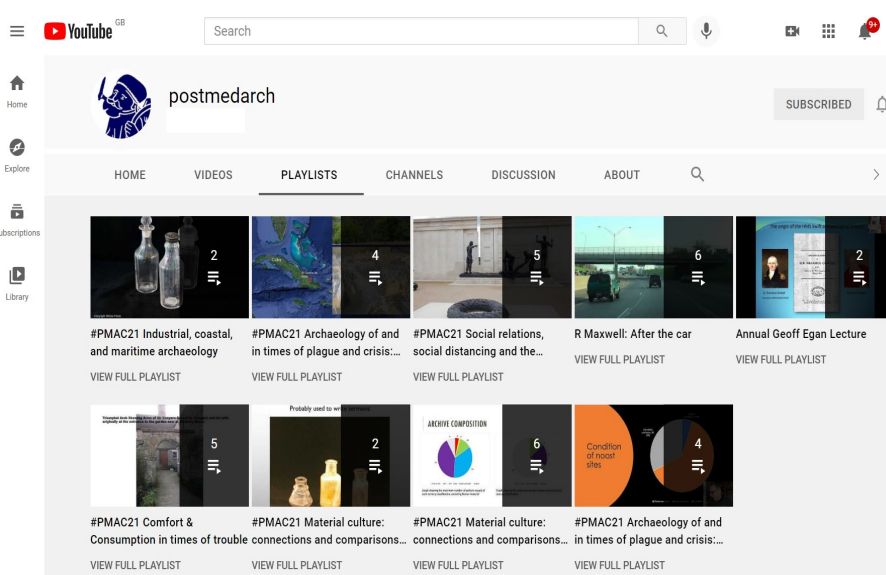 YouTube GB
Search
9+
Home
Explore
ubscriptions
Library
postmedarch
SUBSCRIBED
HOME VIDEOS PLAYLISTS CHANNELS DISCUSSION ABOUT
2
4
5
6
2
#PMAC21 Industrial, coastal,
and maritime archaeology
VIEW FULL PLAYLIST
#PMAC21 Archaeology of and
in times of plague and crisis:...
VIEW FULL PLAYLIST
#PMAC21 Social relations,
social distancing and the...
VIEW FULL PLAYLIST
R Maxwell: After the car
VIEW FULL PLAYLIST
Annual Geoff Egan Lecture
VIEW FULL PLAYLIST
5
Probably used to
2
ARCHIVE COMPOSITION
6
Condition
of noost
sites
4
#PMAC21 Comfort &
Consumption in times of trouble
VIEW FULL PLAYLIST
#PMAC21 Material culture:
connections and comparisons...
VIEW FULL PLAYLIST
#PMAC21 Material culture:
connections and comparisons...
VIEW FULL PLAYLIST
#PMAC21 Archaeology of and
in times of plague and crisis:...
VIEW FULL PLAYLIST